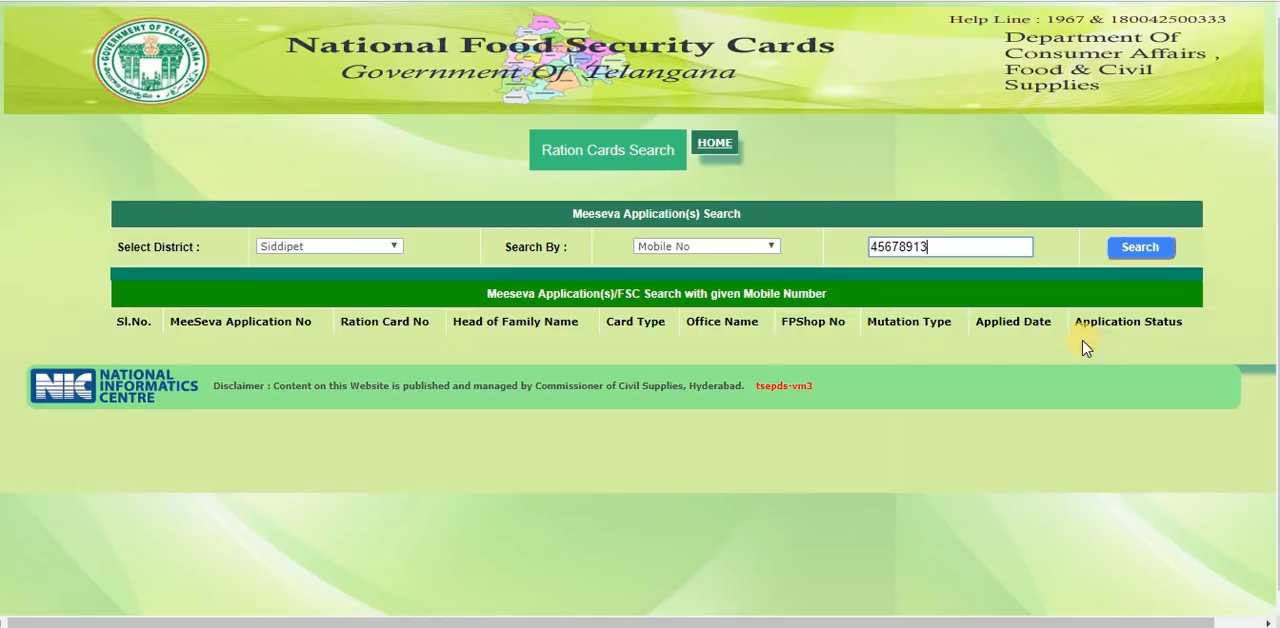 Help Line : 1967 & 180042500333
National Food Security Cards
Government Of Telangana
Department Of
Consumer Affairs ,
Food & Civil
Supplies
GOVERNMENT OF TELANGANA
Ration Cards Search
HOME
Meeseva Application(s) Search
Select District : Siddipet Search By : Mobile No 45678913 Search
Meeseva Application(s)/FSC Search with given Mobile Number
Sl.No. MeeSeva Application No Ration Card No Head of Family Name Card Type Office Name FPShop No Mutation Type Applied Date Application Status
NIC
NATIONAL
INFORMATICS
CENTRE
Disclaimer : Content on this Website is published and managed by Commissioner of Civil Supplies, Hyderabad. tsepds-vm3